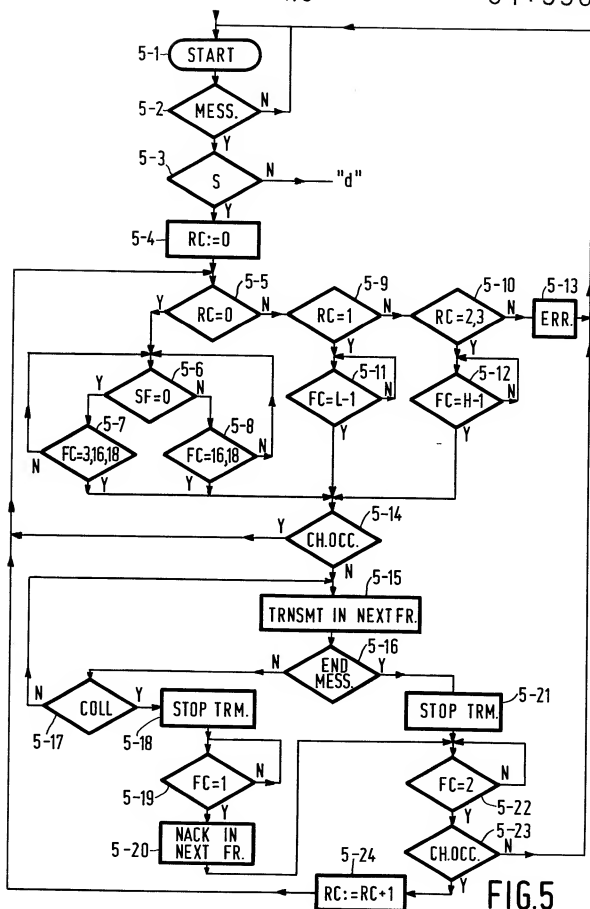 5-1
START
5-2
MESS.
N
Y
5-3
S
N
"d"
Y
5-4
RC:=0
5-5
5-9
5-10
5-13
Y
RC=0
N
RC=1
N
RC=2,3
N
ERR.
Y
Y
5-6
5-11
5-12
Y
SF=0
N
FC=L-1
N
FC=H-1
N
5-7
5-8
Y
Y
FC=3,16,18
FC=16,18
N
N
Y
Y
5-14
Y
CH.OCC.
N
5-15
TRNSMT IN NEXT FR.
5-16
N
END
MESS.
Y
5-21
N
COLL
Y
STOP TRM.
STOP TRM.
5-17
5-18
FC=1
N
FC=2
N
5-19
5-22
Y
Y
5-23
NACK IN
NEXT FR.
5-20
CH.OCC.
N
5-24
Y
RC:=RC+1
FIG.5